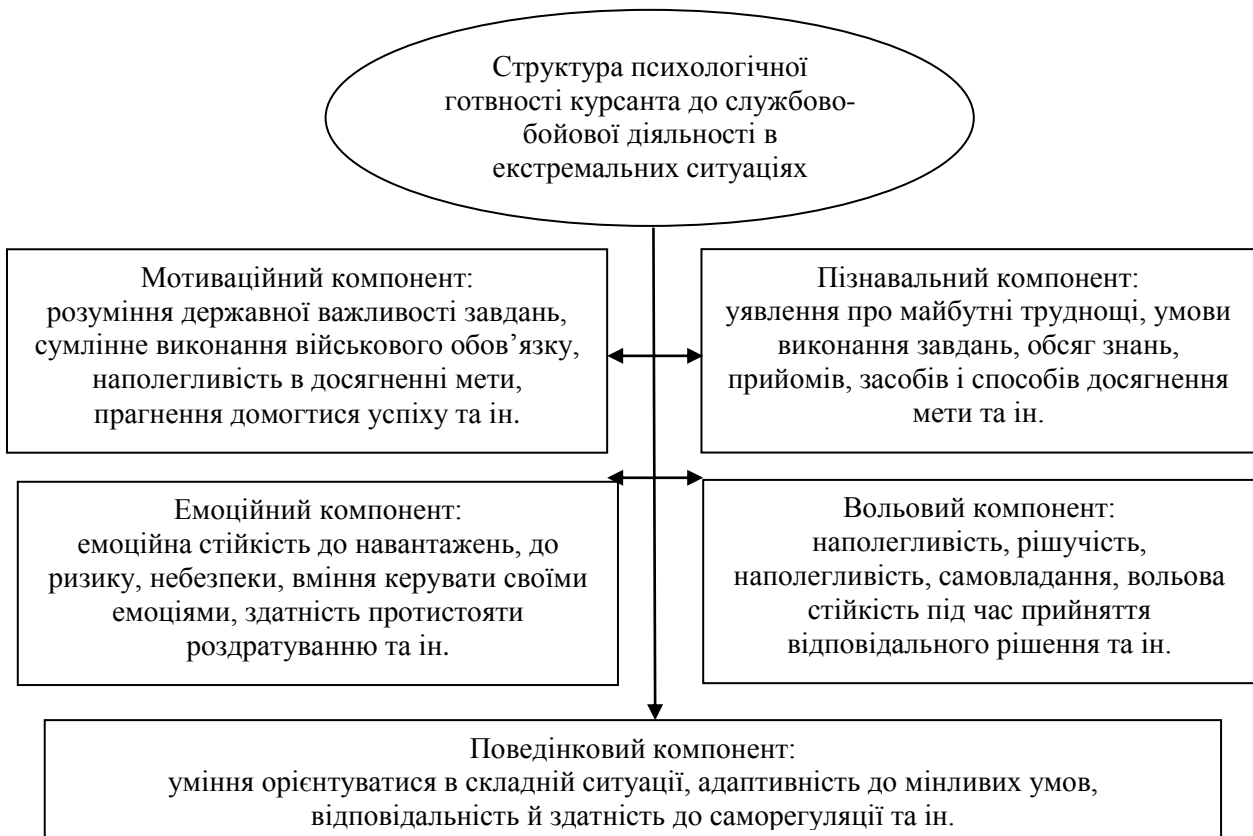 Структура психологічної
готвності курсанта до службово-
бойової діяльності в
екстремальних ситуаціях
Мотиваційний компонент:
розуміння державної важливості завдань,
сумлінне виконання військового обов’язку,
наполегливість в досягненні мети,
прагнення домогтися успіху та ін.
Пізнавальний компонент:
уявлення про майбутні труднощі, умови
виконання завдань, обсяг знань,
прийомів, засобів і способів досягнення
мети та ін.
Емоційний компонент:
емоційна стійкість до навантажень, до
ризику, небезпеки, вміння керувати своїми
емоціями, здатність протистояти
роздратуванню та ін.
Вольовий компонент:
наполегливість, рішучість,
наполегливість, самовладання, вольова
стійкість під час прийняття
відповідального рішення та ін.
Поведінковий компонент:
уміння орієнтуватися в складній ситуації, адаптивність до мінливих умов,
відповідальність й здатність до саморегуляції та ін.